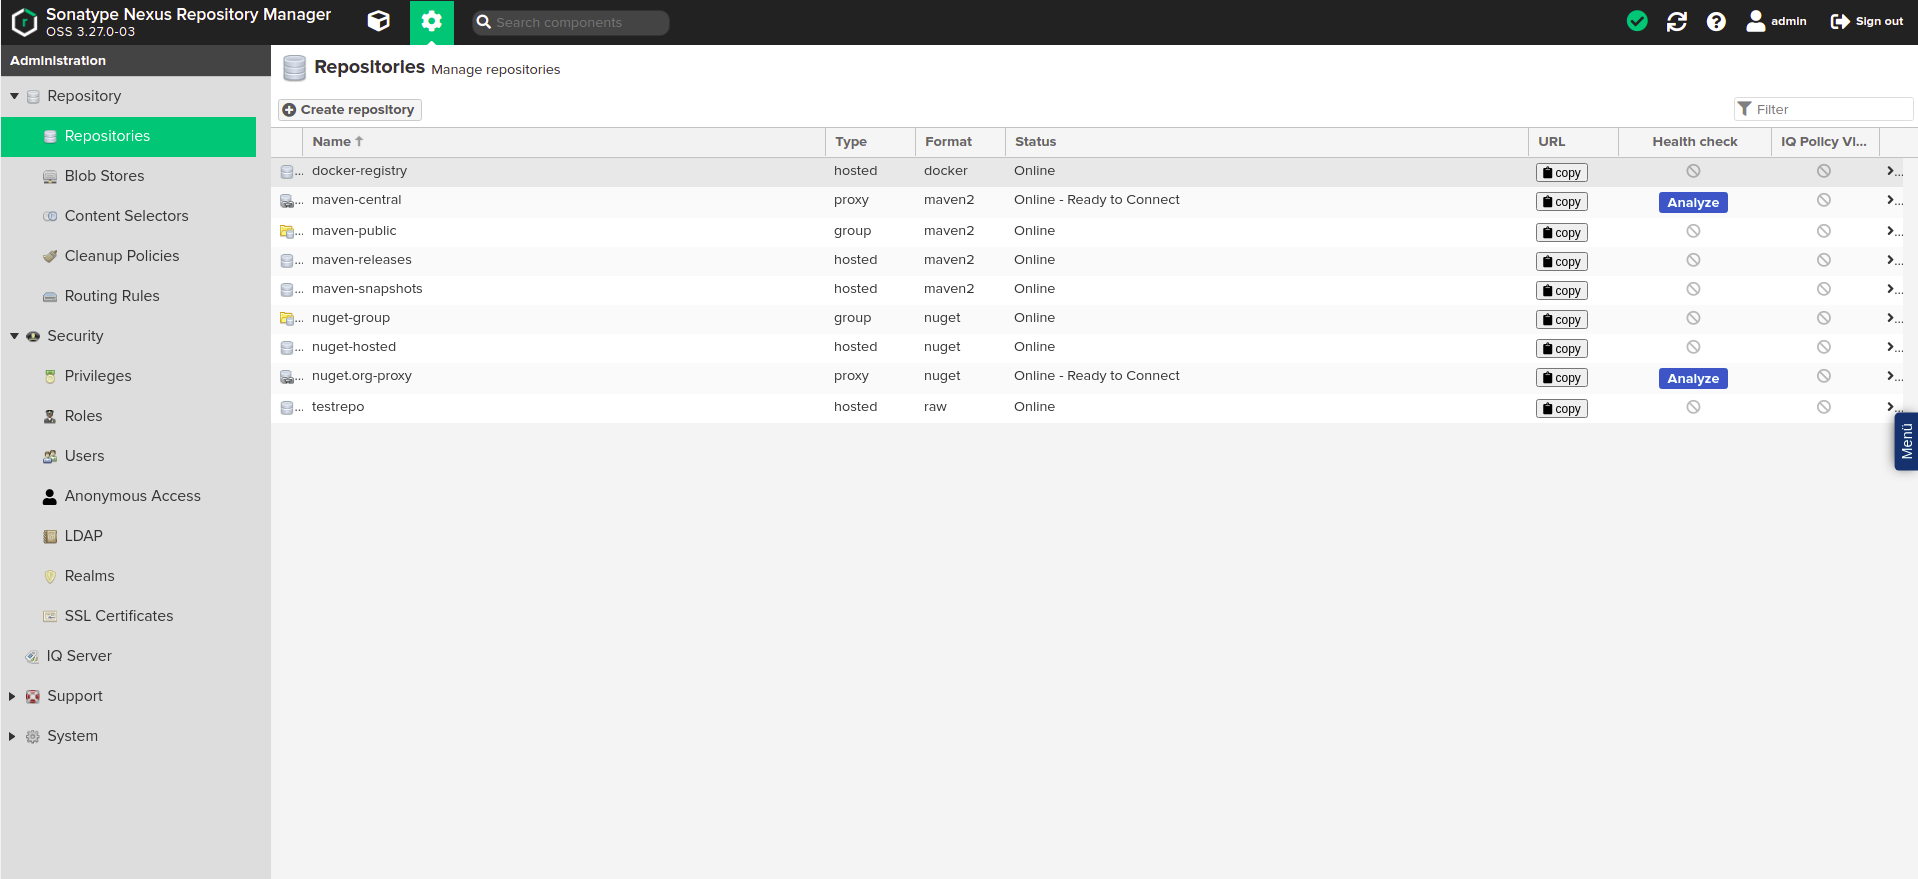 Sonatype Nexus Repository Manager
OSS 3.27.0-03
Search components
admin
Sign out
Administration
Repository
Repositories
Blob Stores
Content Selectors
Cleanup Policies
Routing Rules
Security
Privileges
Roles
Users
Anonymous Access
LDAP
Realms
SSL Certificates
IQ Server
Support
System
Repositories Manage repositories
Create repository
Filter
Name Type Format Status URL Health check IQ Policy Vi...
... docker-registry hosted docker Online copy ...
... maven-central proxy maven2 Online - Ready to Connect copy Analyze ...
... maven-public group maven2 Online copy ...
... maven-releases hosted maven2 Online copy ...
... maven-snapshots hosted maven2 Online copy ...
... nuget-group group nuget Online copy ...
... nuget-hosted hosted nuget Online copy ...
... nuget.org-proxy proxy nuget Online - Ready to Connect copy Analyze ...
... testrepo hosted raw Online copy ...
Menü